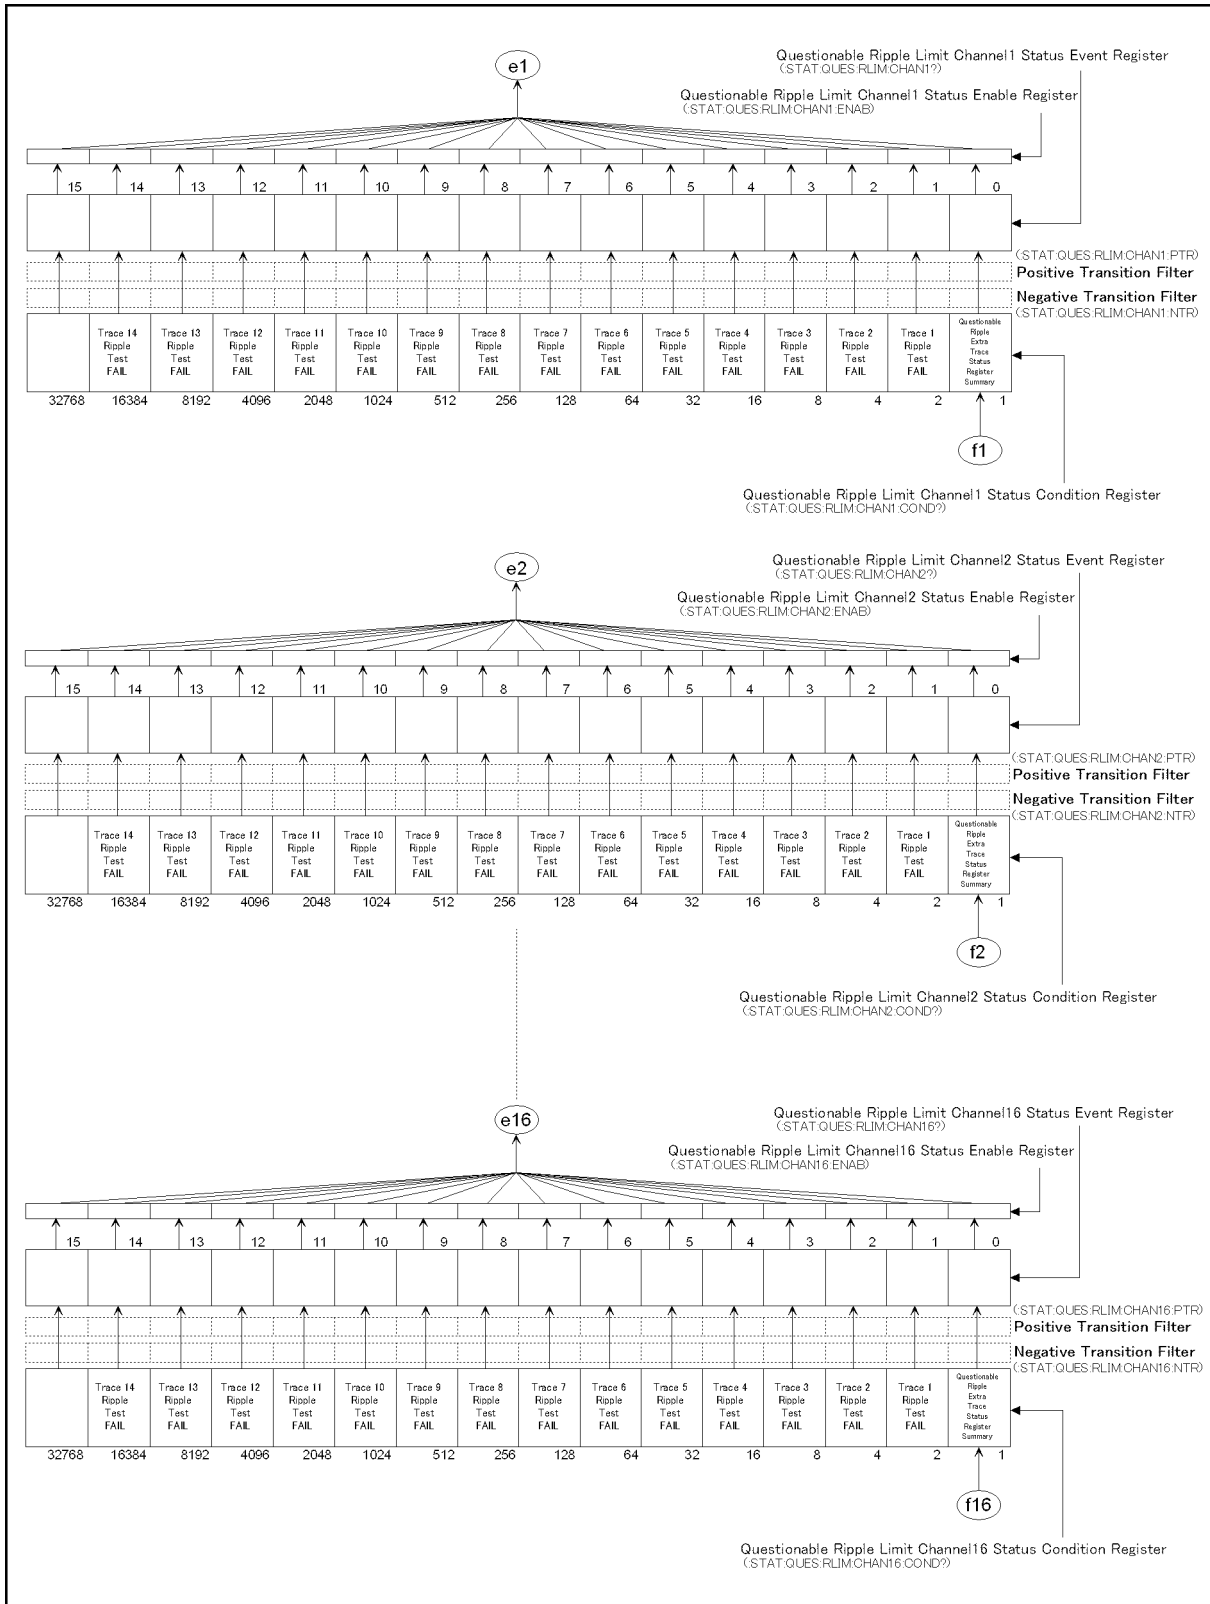 Questionable Ripple Limit Channel1 Status Event Register
(:STAT:QUES:RLIM:CHAN1?)
e1
Questionable Ripple Limit Channel1 Status Enable Register
(:STAT:QUES:RLIM:CHAN1:ENAB)
15 14 13 12 11 10 9 8 7 6 5 4 3 2 1 0
(:STAT:QUES:RLIM:CHAN1:PTR)
Positive Transition Filter
Negative Transition Filter
(:STAT:QUES:RLIM:CHAN1:NTR)
Trace 14 Ripple Test FAIL
Trace 13 Ripple Test FAIL
Trace 12 Ripple Test FAIL
Trace 11 Ripple Test FAIL
Trace 10 Ripple Test FAIL
Trace 9 Ripple Test FAIL
Trace 8 Ripple Test FAIL
Trace 7 Ripple Test FAIL
Trace 6 Ripple Test FAIL
Trace 5 Ripple Test FAIL
Trace 4 Ripple Test FAIL
Trace 3 Ripple Test FAIL
Trace 2 Ripple Test FAIL
Trace 1 Ripple Test FAIL
Questionable Ripple Extra Trace Status Register Summary
32768 16384 8192 4096 2048 1024 512 256 128 64 32 16 8 4 2 1
f1
Questionable Ripple Limit Channel1 Status Condition Register
(:STAT:QUES:RLIM:CHAN1:COND?)
Questionable Ripple Limit Channel2 Status Event Register
(:STAT:QUES:RLIM:CHAN2?)
e2
Questionable Ripple Limit Channel2 Status Enable Register
(:STAT:QUES:RLIM:CHAN2:ENAB)
15 14 13 12 11 10 9 8 7 6 5 4 3 2 1 0
(:STAT:QUES:RLIM:CHAN2:PTR)
Positive Transition Filter
Negative Transition Filter
(:STAT:QUES:RLIM:CHAN2:NTR)
Trace 14 Ripple Test FAIL
Trace 13 Ripple Test FAIL
Trace 12 Ripple Test FAIL
Trace 11 Ripple Test FAIL
Trace 10 Ripple Test FAIL
Trace 9 Ripple Test FAIL
Trace 8 Ripple Test FAIL
Trace 7 Ripple Test FAIL
Trace 6 Ripple Test FAIL
Trace 5 Ripple Test FAIL
Trace 4 Ripple Test FAIL
Trace 3 Ripple Test FAIL
Trace 2 Ripple Test FAIL
Trace 1 Ripple Test FAIL
Questionable Ripple Extra Trace Status Register Summary
32768 16384 8192 4096 2048 1024 512 256 128 64 32 16 8 4 2 1
f2
Questionable Ripple Limit Channel2 Status Condition Register
(:STAT:QUES:RLIM:CHAN2:COND?)
Questionable Ripple Limit Channel16 Status Event Register
(:STAT:QUES:RLIM:CHAN16?)
e16
Questionable Ripple Limit Channel16 Status Enable Register
(:STAT:QUES:RLIM:CHAN16:ENAB)
15 14 13 12 11 10 9 8 7 6 5 4 3 2 1 0
(:STAT:QUES:RLIM:CHAN16:PTR)
Positive Transition Filter
Negative Transition Filter
(:STAT:QUES:RLIM:CHAN16:NTR)
Trace 14 Ripple Test FAIL
Trace 13 Ripple Test FAIL
Trace 12 Ripple Test FAIL
Trace 11 Ripple Test FAIL
Trace 10 Ripple Test FAIL
Trace 9 Ripple Test FAIL
Trace 8 Ripple Test FAIL
Trace 7 Ripple Test FAIL
Trace 6 Ripple Test FAIL
Trace 5 Ripple Test FAIL
Trace 4 Ripple Test FAIL
Trace 3 Ripple Test FAIL
Trace 2 Ripple Test FAIL
Trace 1 Ripple Test FAIL
Questionable Ripple Extra Trace Status Register Summary
32768 16384 8192 4096 2048 1024 512 256 128 64 32 16 8 4 2 1
f16
Questionable Ripple Limit Channel16 Status Condition Register
(:STAT:QUES:RLIM:CHAN16:COND?)